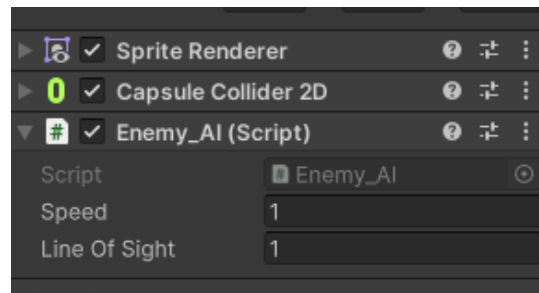 Sprite Renderer
Capsule Collider 2D
# Enemy_AI (Script)
Script # Enemy_AI
Speed 1
Line Of Sight 1